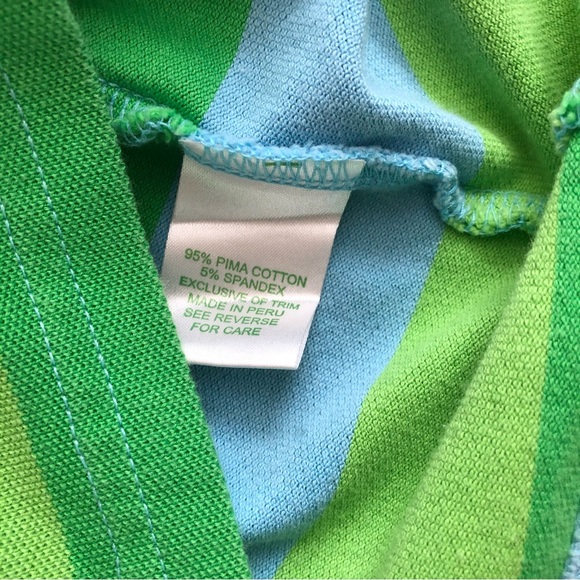 95% PIMA COTTON
5% SPANDEX
EXCLUSIVE OF TRIM
MADE IN PERU
SEE REVERSE
FOR CARE